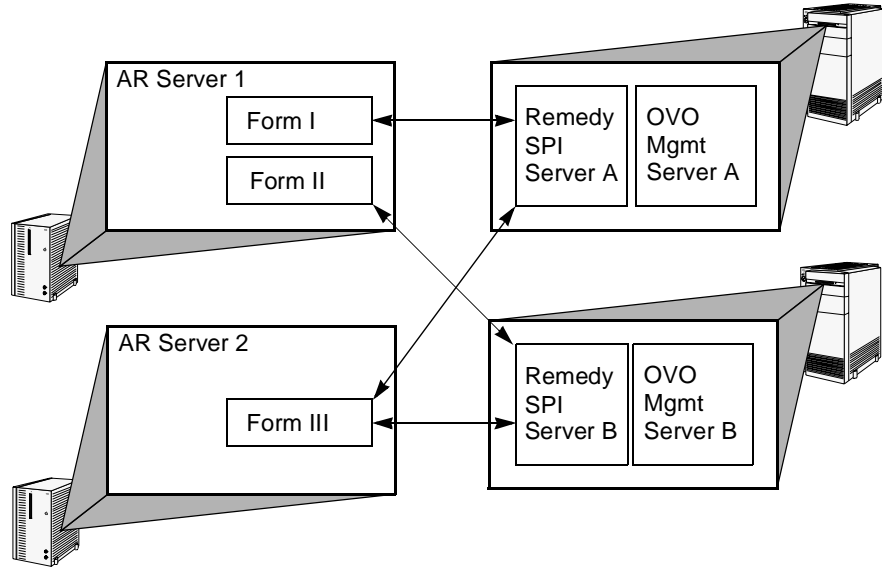 AR Server 1
Form I
Form II
Remedy
SPI
Server A
OVO
Mgmt
Server A
AR Server 2
Form III
Remedy
SPI
Server B
OVO
Mgmt
Server B